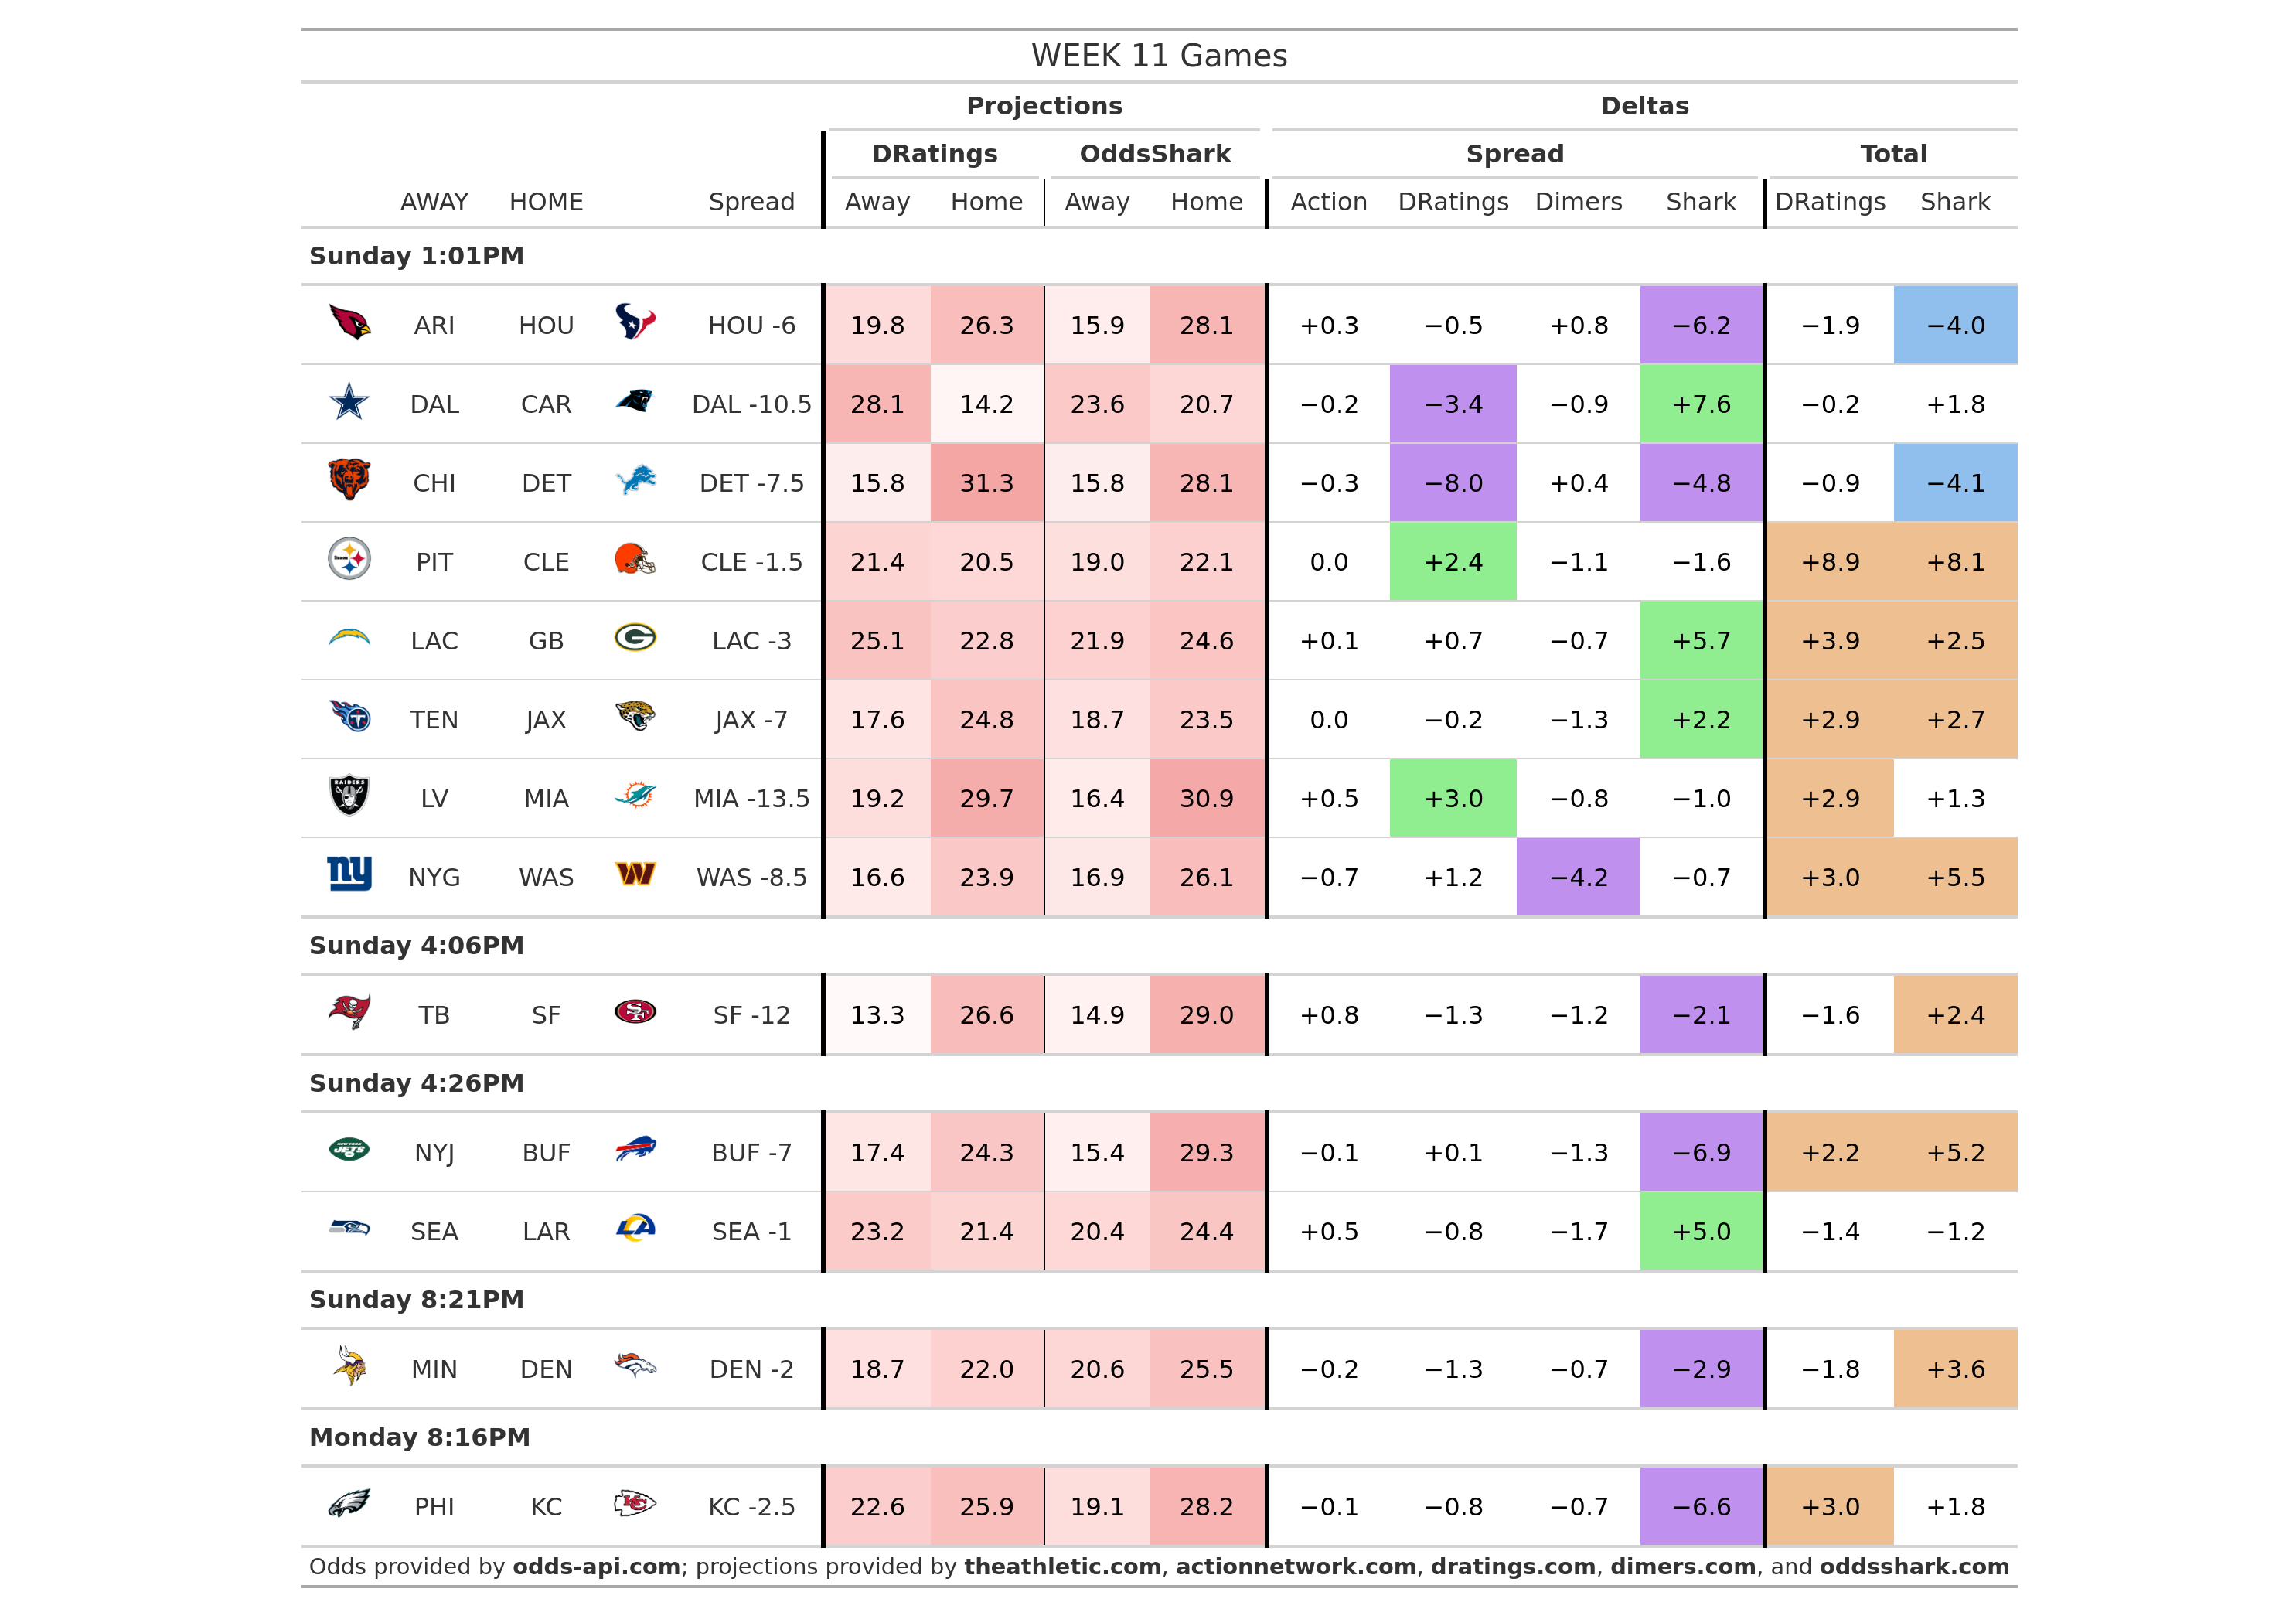 WEEK 11 Games
Projections Deltas
DRatings OddsShark Spread Total
AWAY HOME Spread Away Home Away Home Action DRatings Dimers Shark DRatings Shark
Sunday 1:01PM
ARI HOU HOU -6 19.8 26.3 15.9 28.1 +0.3 −0.5 +0.8 −6.2 −1.9 −4.0
DAL CAR DAL -10.5 28.1 14.2 23.6 20.7 −0.2 −3.4 −0.9 +7.6 −0.2 +1.8
CHI DET DET -7.5 15.8 31.3 15.8 28.1 −0.3 −8.0 +0.4 −4.8 −0.9 −4.1
PIT CLE CLE -1.5 21.4 20.5 19.0 22.1 0.0 +2.4 −1.1 −1.6 +8.9 +8.1
LAC GB LAC -3 25.1 22.8 21.9 24.6 +0.1 +0.7 −0.7 +5.7 +3.9 +2.5
TEN JAX JAX -7 17.6 24.8 18.7 23.5 0.0 −0.2 −1.3 +2.2 +2.9 +2.7
RAIDERS LV MIA MIA -13.5 19.2 29.7 16.4 30.9 +0.5 +3.0 −0.8 −1.0 +2.9 +1.3
ny NYG WAS W WAS -8.5 16.6 23.9 16.9 26.1 −0.7 +1.2 −4.2 −0.7 +3.0 +5.5
Sunday 4:06PM
TB SF SF SF -12 13.3 26.6 14.9 29.0 +0.8 −1.3 −1.2 −2.1 −1.6 +2.4
Sunday 4:26PM
JETS NYJ BUF BUF -7 17.4 24.3 15.4 29.3 −0.1 +0.1 −1.3 −6.9 +2.2 +5.2
SEA LAR LA SEA -1 23.2 21.4 20.4 24.4 +0.5 −0.8 −1.7 +5.0 −1.4 −1.2
Sunday 8:21PM
MIN DEN DEN -2 18.7 22.0 20.6 25.5 −0.2 −1.3 −0.7 −2.9 −1.8 +3.6
Monday 8:16PM
PHI KC KC KC -2.5 22.6 25.9 19.1 28.2 −0.1 −0.8 −0.7 −6.6 +3.0 +1.8
Odds provided by odds-api.com; projections provided by theathletic.com, actionnetwork.com, dratings.com, dimers.com, and oddsshark.com